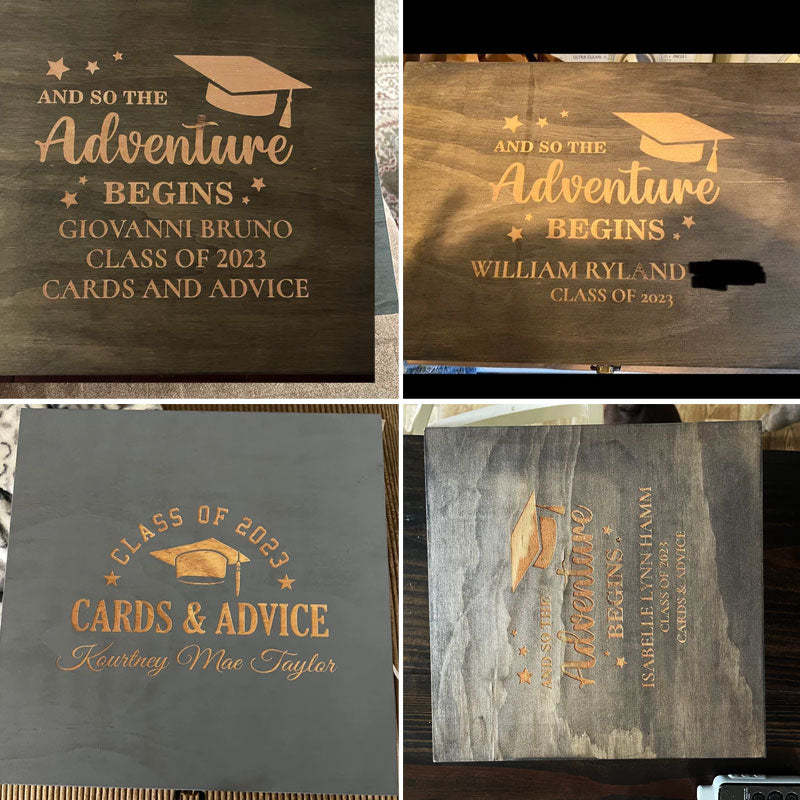 AND SO THE
Adventure
BEGINS
GIOVANNI BRUNO
CLASS OF 2023
CARDS AND ADVICE
AND SO THE
Adventure
BEGINS
WILLIAM RYLAND
CLASS OF 2023
CLASS OF 2023
CARDS & ADVICE
Kourtney Mae Taylor
AND SO THE
Adventure
BEGINS
ISABELLE LYNN HAMM
CLASS OF 2023
CARDS & ADVICE